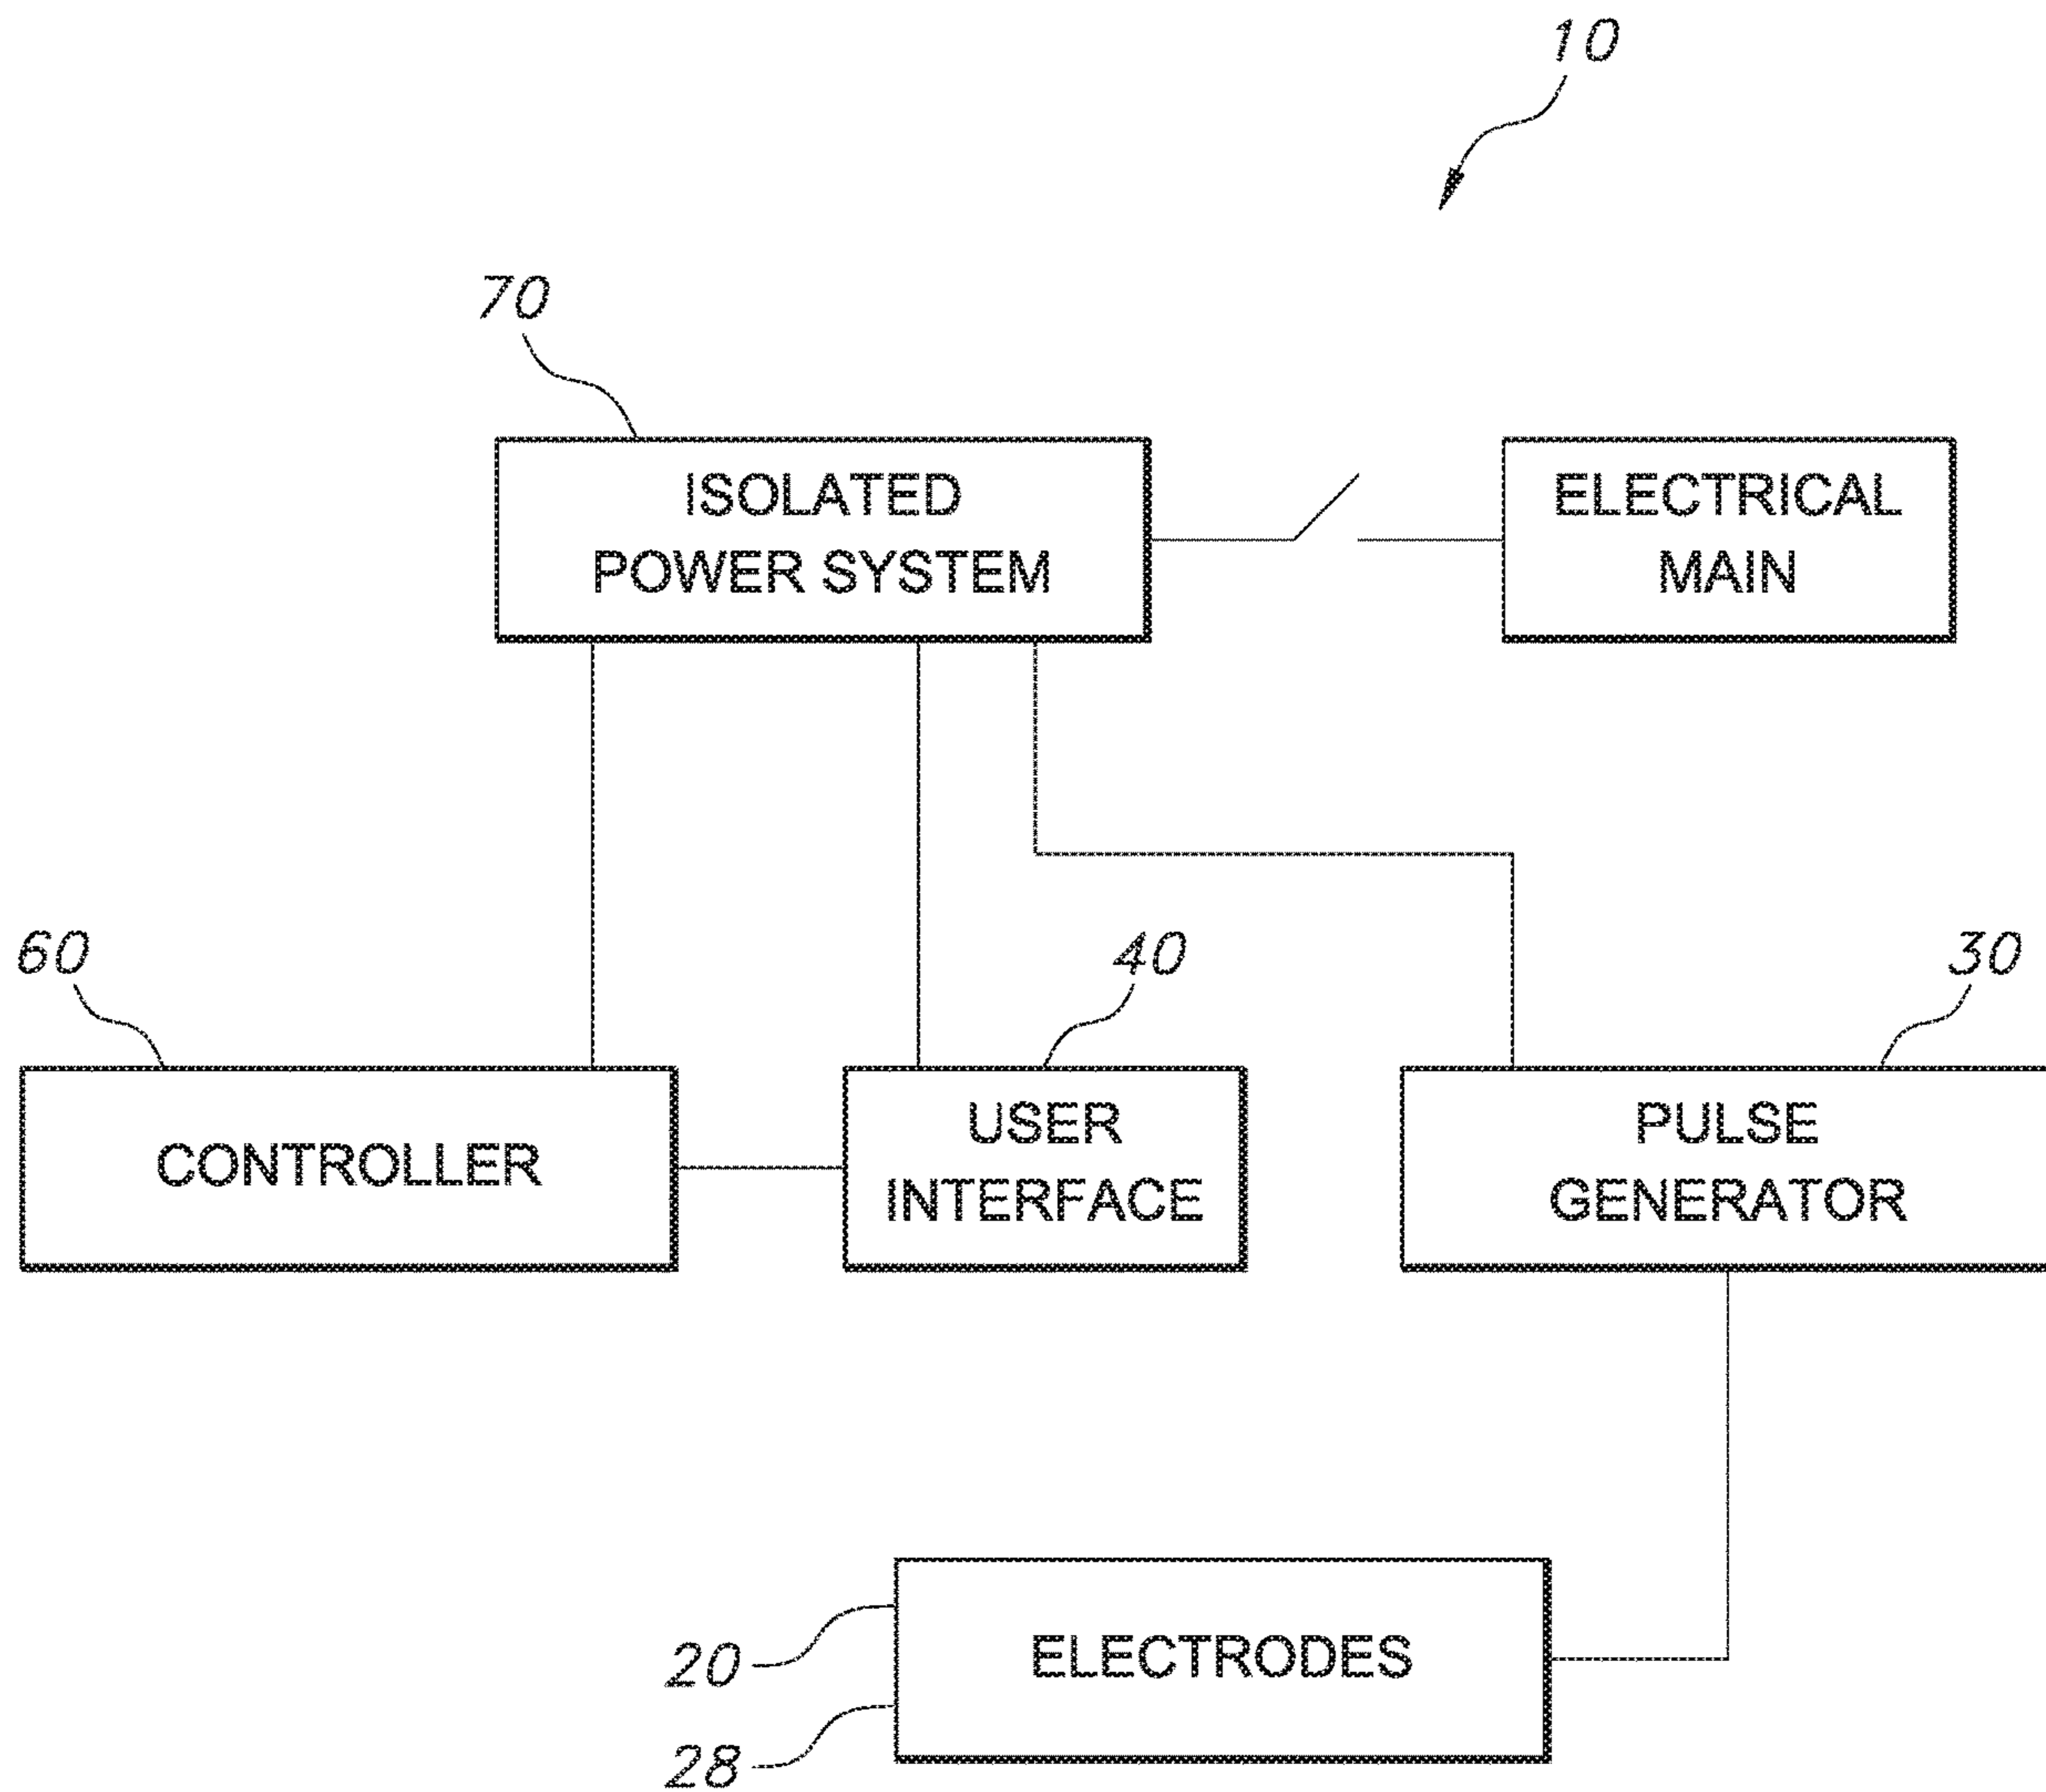 10
70
ISOLATED
POWER SYSTEM
ELECTRICAL
MAIN
60
40
30
CONTROLLER
USER
INTERFACE
PULSE
GENERATOR
20
ELECTRODES
28